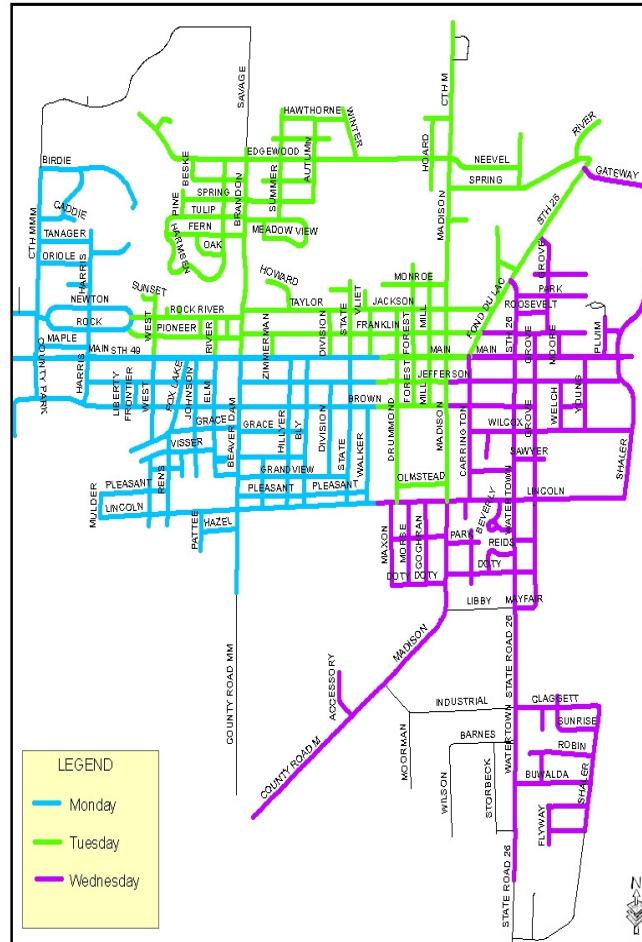 SAVAGE
CTH M
HAWTHORNE
WINTER
RIVER
BIRDIE
BESKE
EDGEWOOD
AUTUMN
HOARD
NEEVEL
GATEWAY
CADDIE
PINE
SPRING
SUMMER
SPRING
CTH MMM
TANAGER
TULIP
BRANDON
MADISON
STH 26
ORIOLE
HARRIS
FERN
MEADOW VIEW
HARMSEN
OAK
GROVE
NEWTON
SUNSET
HOWARD
MONROE
VLIET
PARK
ROCK
WEST
ROCK RIVER
TAYLOR
STATE
JACKSON
FOND DU LAC
ROOSEVELT
PIONEER
FRANKLIN
MILL
FOREST
STH 26
MAPLE
RIVER
ZIMMERMAN
DIVISION
GROVE
MOORE
PLUM
MAIN STH 49
MAIN
MAIN
COUNTY PARK
HARRIS
LIBERTY
FRONTIER
WEST
FOX LAKE
JOHNSON
ELM
FOREST
MILL
JEFFERSON
BROWN
WELCH
YOUNG
GRACE
BEAVER DAM
GRACE
HILLYER
BLY
DIVISION
STATE
WALKER
DRUMMOND
MADISON
CARRINGTON
GROVE
WILCOX
VISSER
SAWYER
SHALER
GRANDVIEW
RENS
PLEASANT
PLEASANT
PLEASANT
OLMSTEAD
LINCOLN
MULDER
LINCOLN
BEVERLY
WATERTOWN
PATTEE
HAZEL
MAXON
MORSE
COCHRAN
PARK
REIDS
DOTY
DOTY
DOTY
LIBBY
MAYFAIR
MADISON
STATE ROAD 26
COUNTY ROAD MM
ACCESSORY
INDUSTRIAL
CLAGGETT
SUNRISE
MOORMAN
BARNES
WATERTOWN
ROBIN
COUNTY ROAD M
WILSON
STORBECK
BUWALDA
SHALER
FLYWAY
STATE ROAD 26
LEGEND
Monday
Tuesday
Wednesday
N